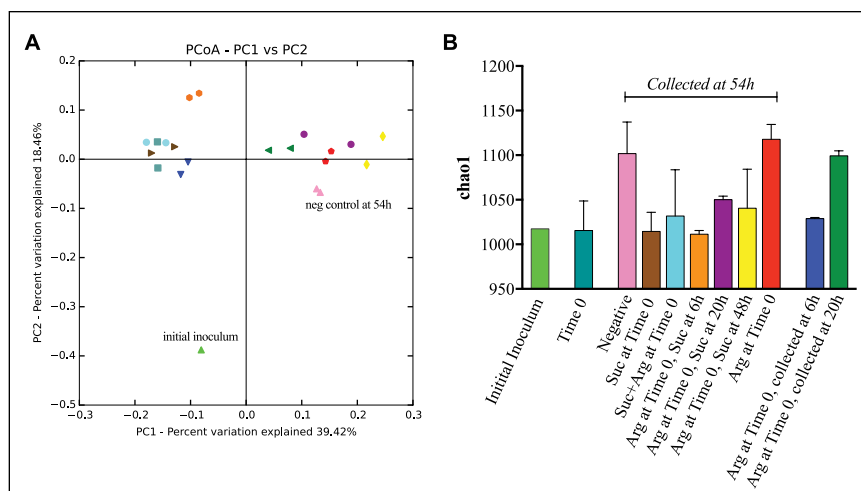 A
PCoA - PC1 vs PC2
0.2
0.1
0.0
−0.1
−0.2
−0.3
−0.4
−0.5
PC2 - Percent variation explained 18.46%
neg control at 54h
initial inoculum
−0.3
−0.2
−0.1
0.0
0.1
0.2
0.3
PC1 - Percent variation explained 39.42%
B
Collected at 54h
1200
1150
1100
1050
1000
950
chao1
Initital Inoculum
Time 0
Negative
Suc at Time 0
Suc+Arg at Time 0
Arg at Time 0, Suc at 6h
Arg at Time 0, Suc at 20h
Arg at Time 0, Suc at 48h
Arg at Time 0
Arg at Time 0, collected at 6h
Arg at Time 0, collected at 20h